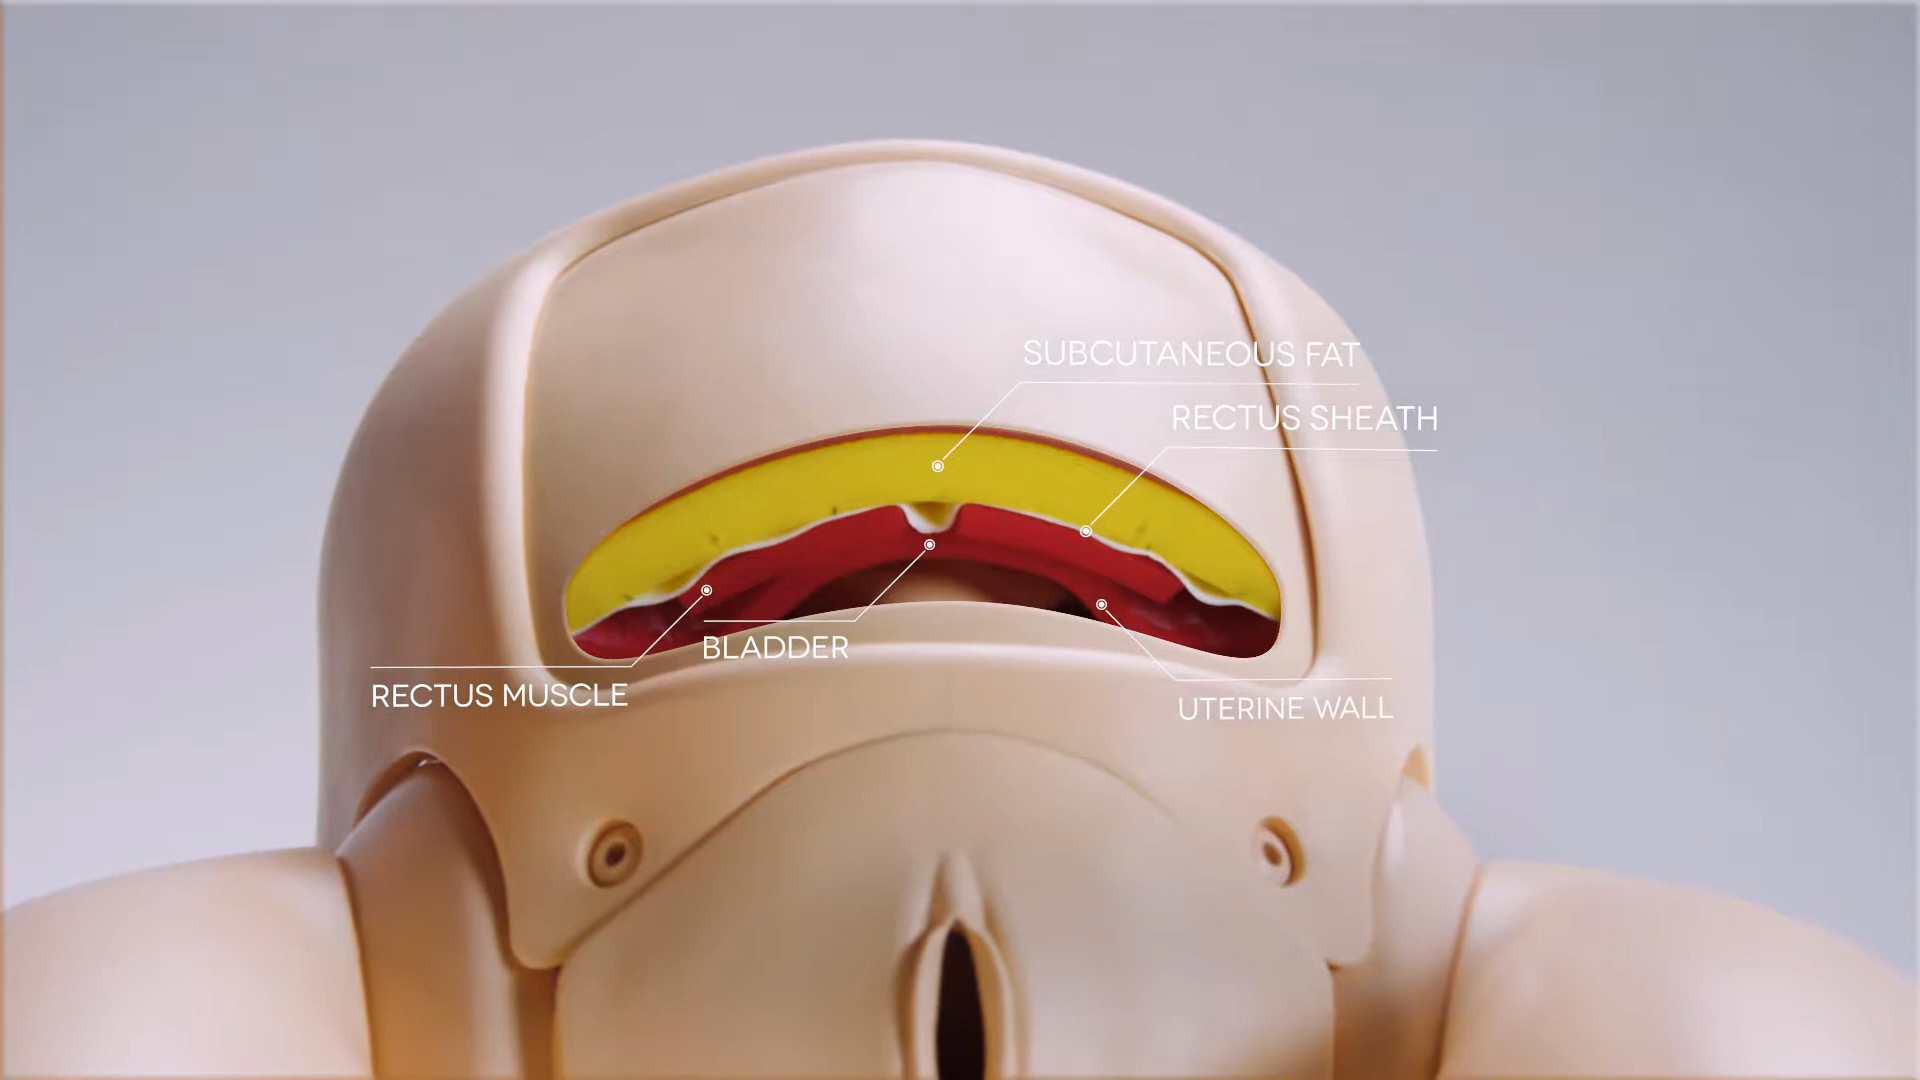 SUBCUTANEOUS FAT
RECTUS SHEATH
BLADDER
RECTUS MUSCLE
UTERINE WALL